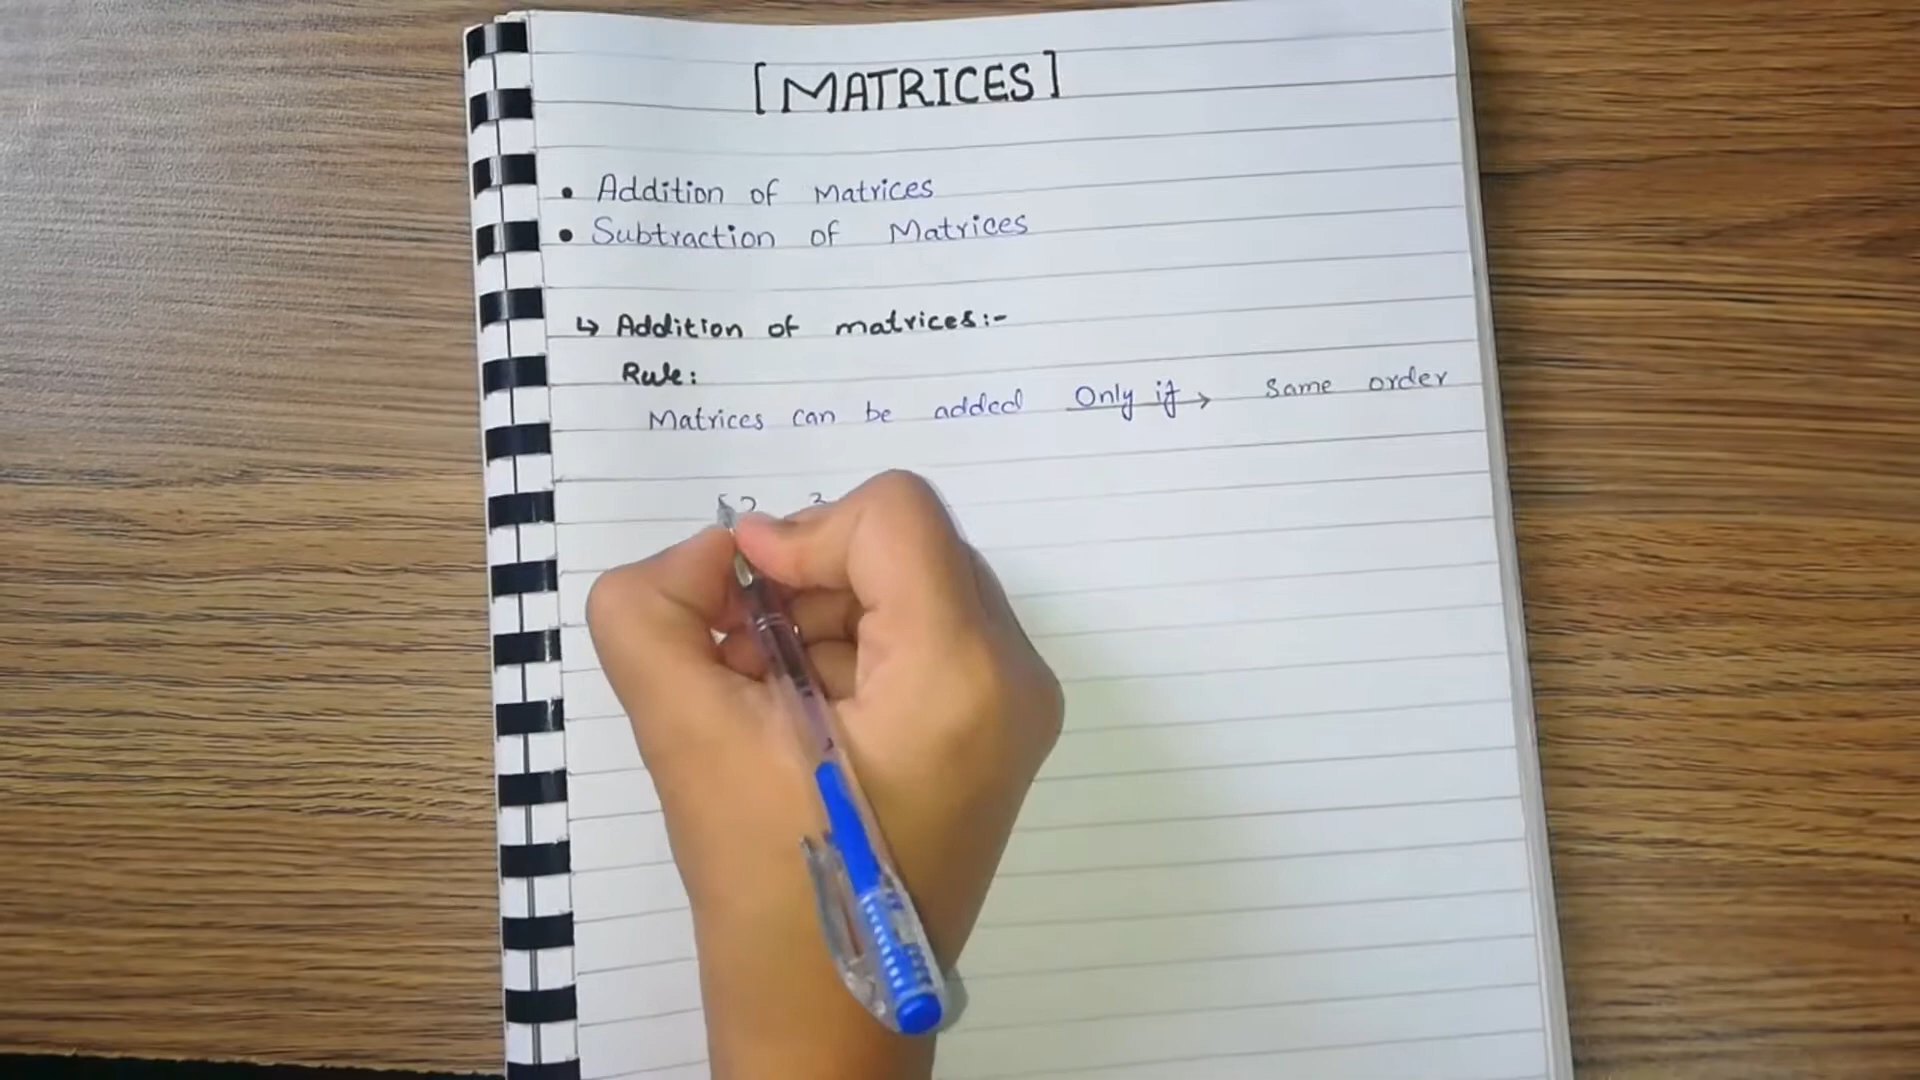 [MATRICES]
• Addition of Matrices
• Subtraction of Matrices
↳ Addition of matrices:-
Rule:
Matrices can be added Only if → Same order